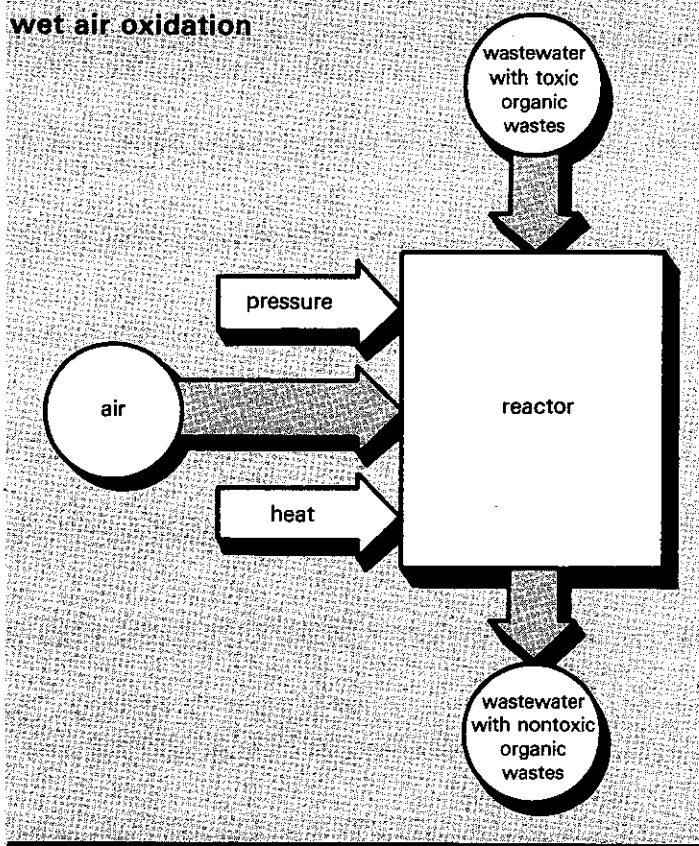 wet air oxidation
wastewater
with toxic
organic
wastes
pressure
air
reactor
heat
wastewater
with nontoxic
organic
wastes